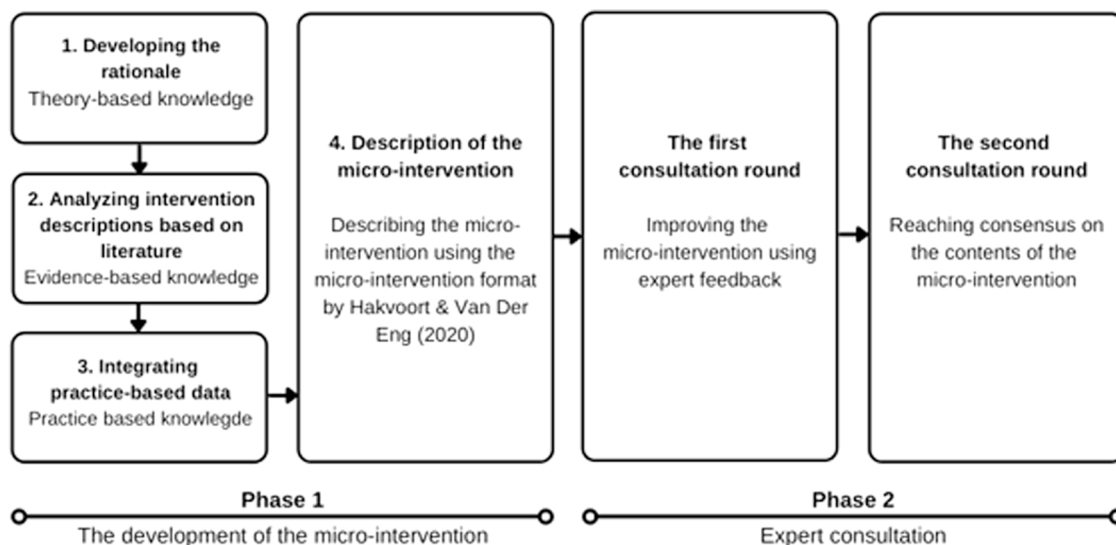 1. Developing the
rationale
Theory-based knowledge
2. Analyzing intervention
descriptions based on
literature
Evidence-based knowledge
3. Integrating
practice-based data
Practice based knowlegde
4. Description of the
micro-intervention
Describing the micro-
intervention using the
micro-intervention format
by Hakvoort & Van Der
Eng (2020)
The first
consultation round
Improving the
micro-intervention using
expert feedback
The second
consultation round
Reaching consensus on
the contents of the
micro-intervention
Phase 1
The development of the micro-intervention
Phase 2
Expert consultation